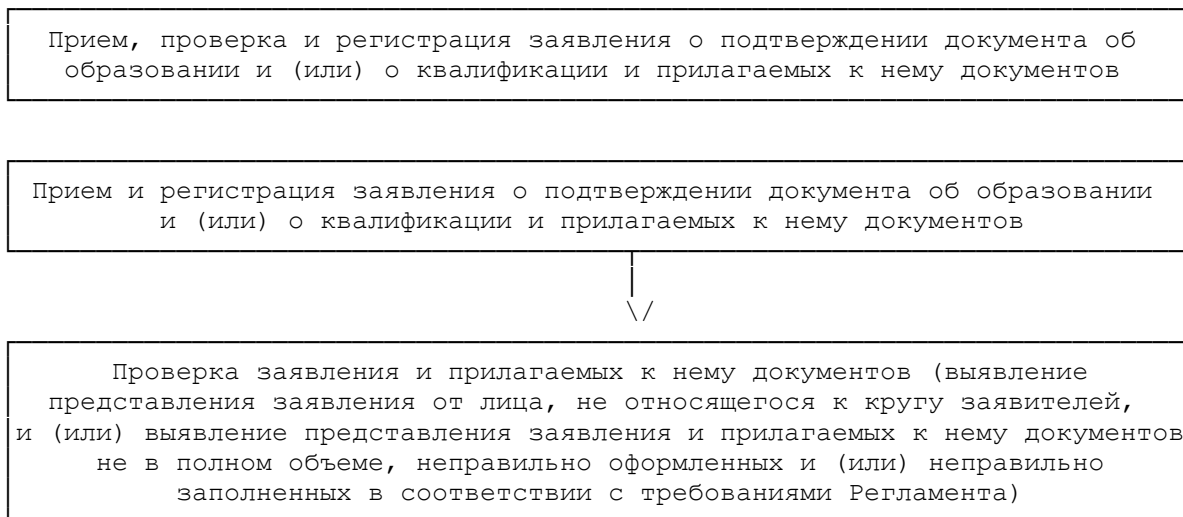 Прием, проверка и регистрация заявления о подтверждении документа об
образовании и (или) о квалификации и прилагаемых к нему документов
Прием и регистрация заявления о подтверждении документа об образовании
и (или) о квалификации и прилагаемых к нему документов
\/
Проверка заявления и прилагаемых к нему документов (выявление
представления заявления от лица, не относящегося к кругу заявителей,
и (или) выявление представления заявления и прилагаемых к нему документов
не в полном объеме, неправильно оформленных и (или) неправильно
заполненных в соответствии с требованиями Регламента)